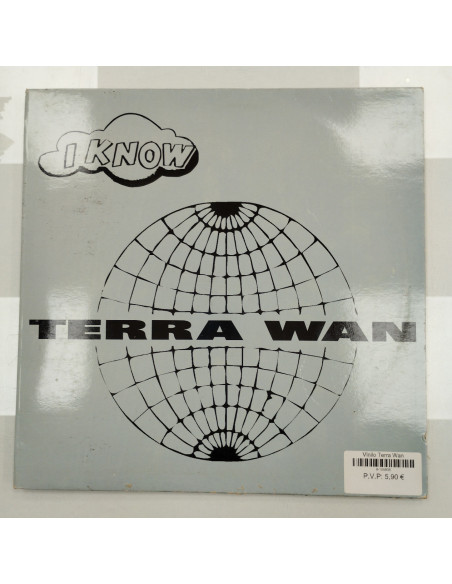 I KNOW
TERRA WAN
Vinilo Terra Wan
P.V.P: 5,90 €